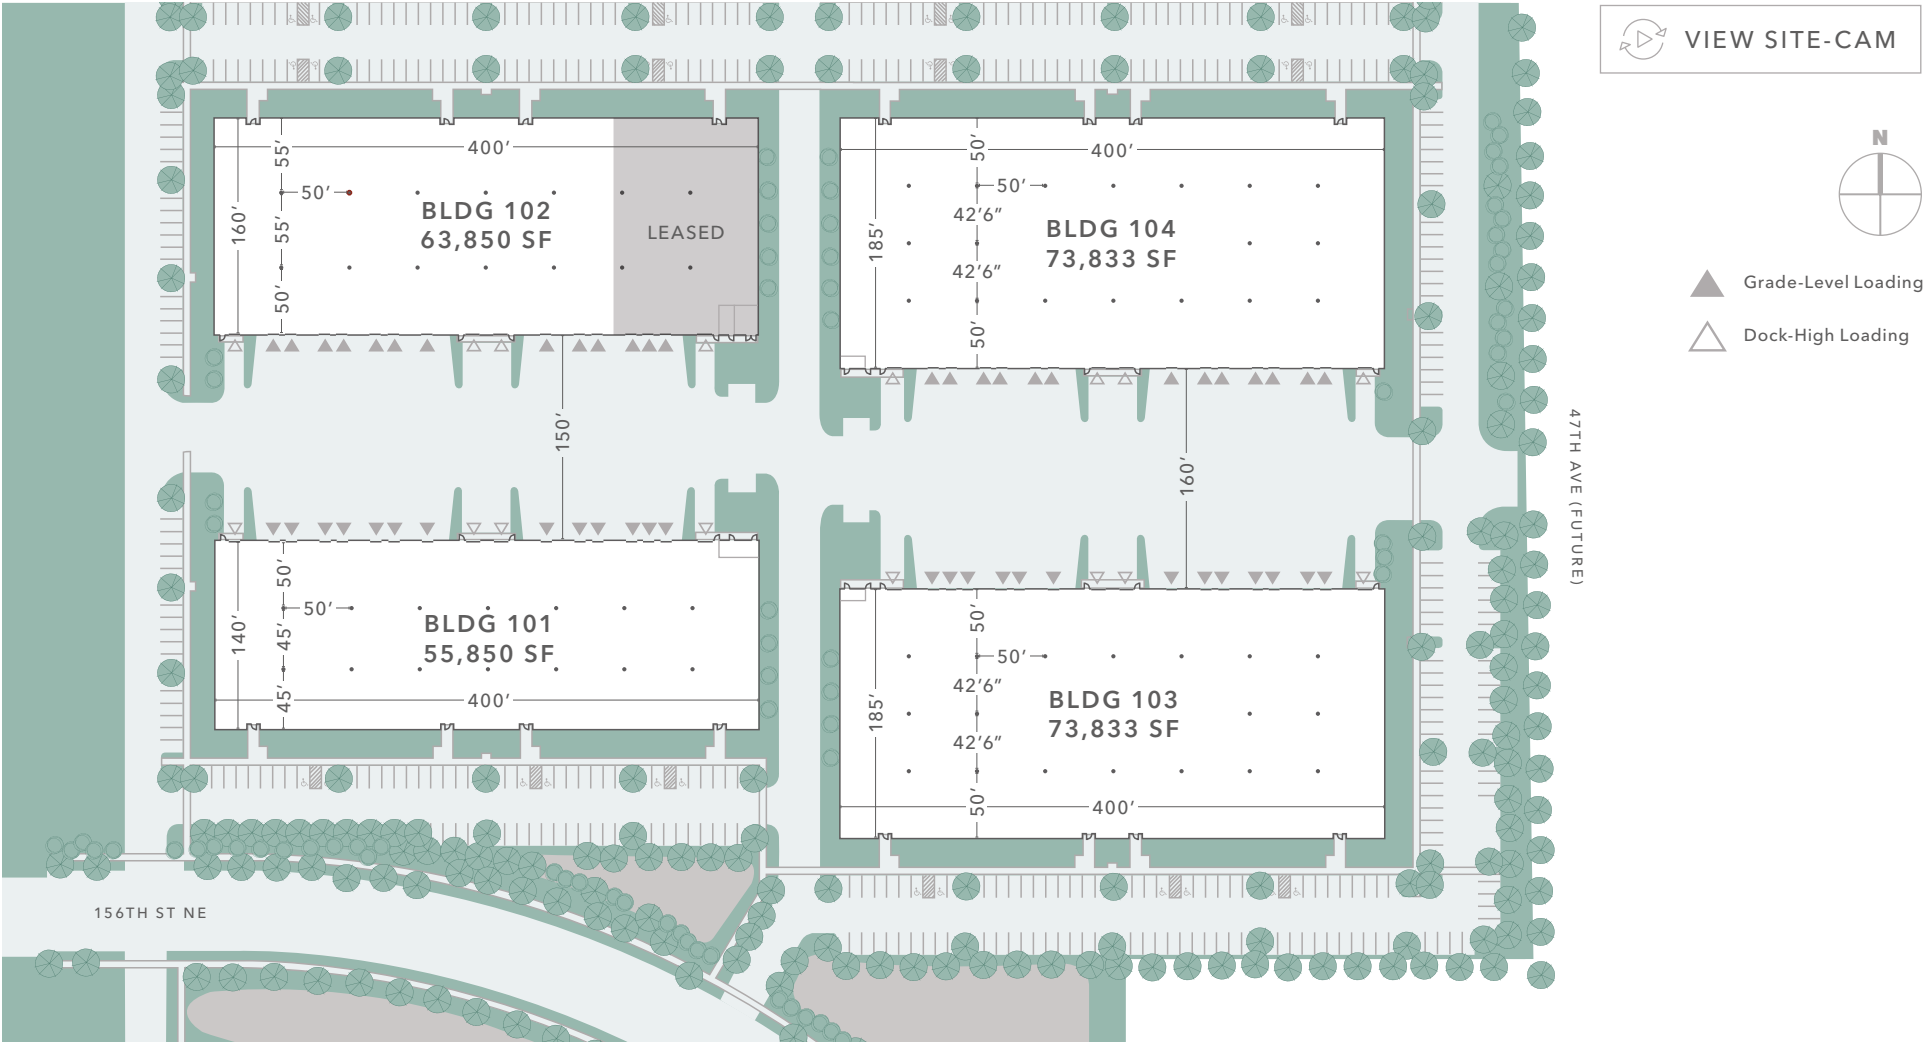 VIEW SITE-CAM
N
Grade-Level Loading
Dock-High Loading
400’
55’
50’
55’
160’
50’
BLDG 102
63,850 SF
LEASED
400’
50’
50’
42’6”
42’6”
185’
50’
BLDG 104
73,833 SF
150’
160’
47TH AVE (FUTURE)
50’
50’
45’
140’
45’
BLDG 101
55,850 SF
400’
50’
50’
42’6”
42’6”
185’
50’
BLDG 103
73,833 SF
400’
156TH ST NE